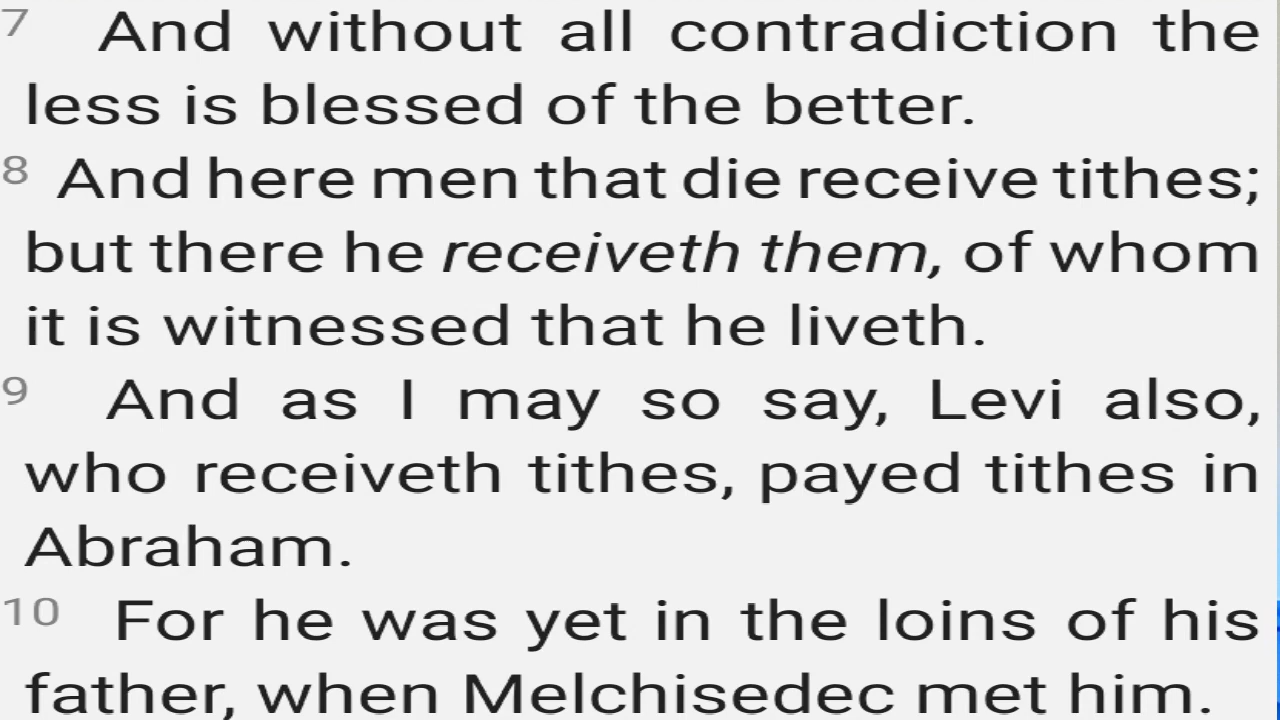 7 And without all contradiction the
less is blessed of the better.
8 And here men that die receive tithes;
but there he receiveth them, of whom
it is witnessed that he liveth.
9 And as I may so say, Levi also,
who receiveth tithes, payed tithes in
Abraham.
10 For he was yet in the loins of his
father, when Melchisedec met him.